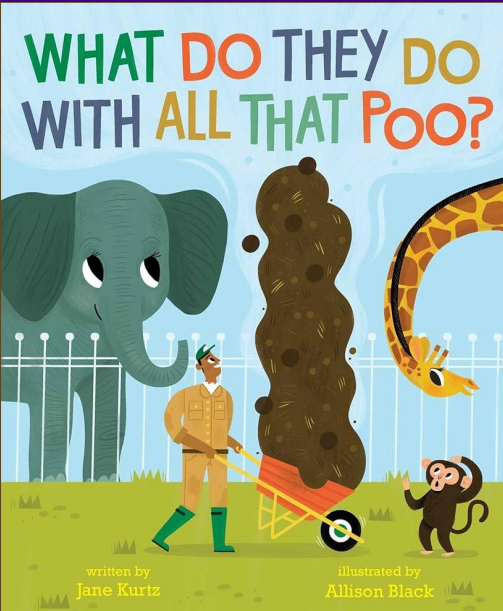 WHAT DO THEY DO
WITH ALL THAT POO?
written by
Jane Kurtz
illustrated by
Allison Black